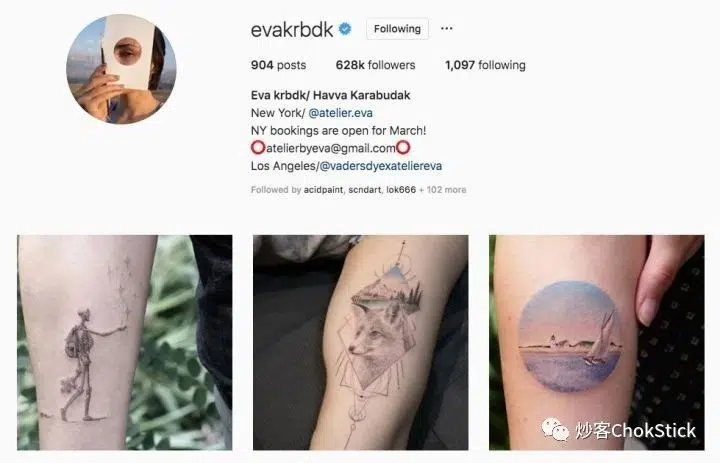 evakrbdk Following ...
904 posts 628k followers 1,097 following
Eva krbdk/ Havva Karabudak
New York/ @atelier.eva
NY bookings are open for March!
⭕atelierbyeva@gmail.com⭕
Los Angeles/@vadersdyexateliereva
Followed by acidpaint, scndart, lok666 + 102 more
炒客ChokStick